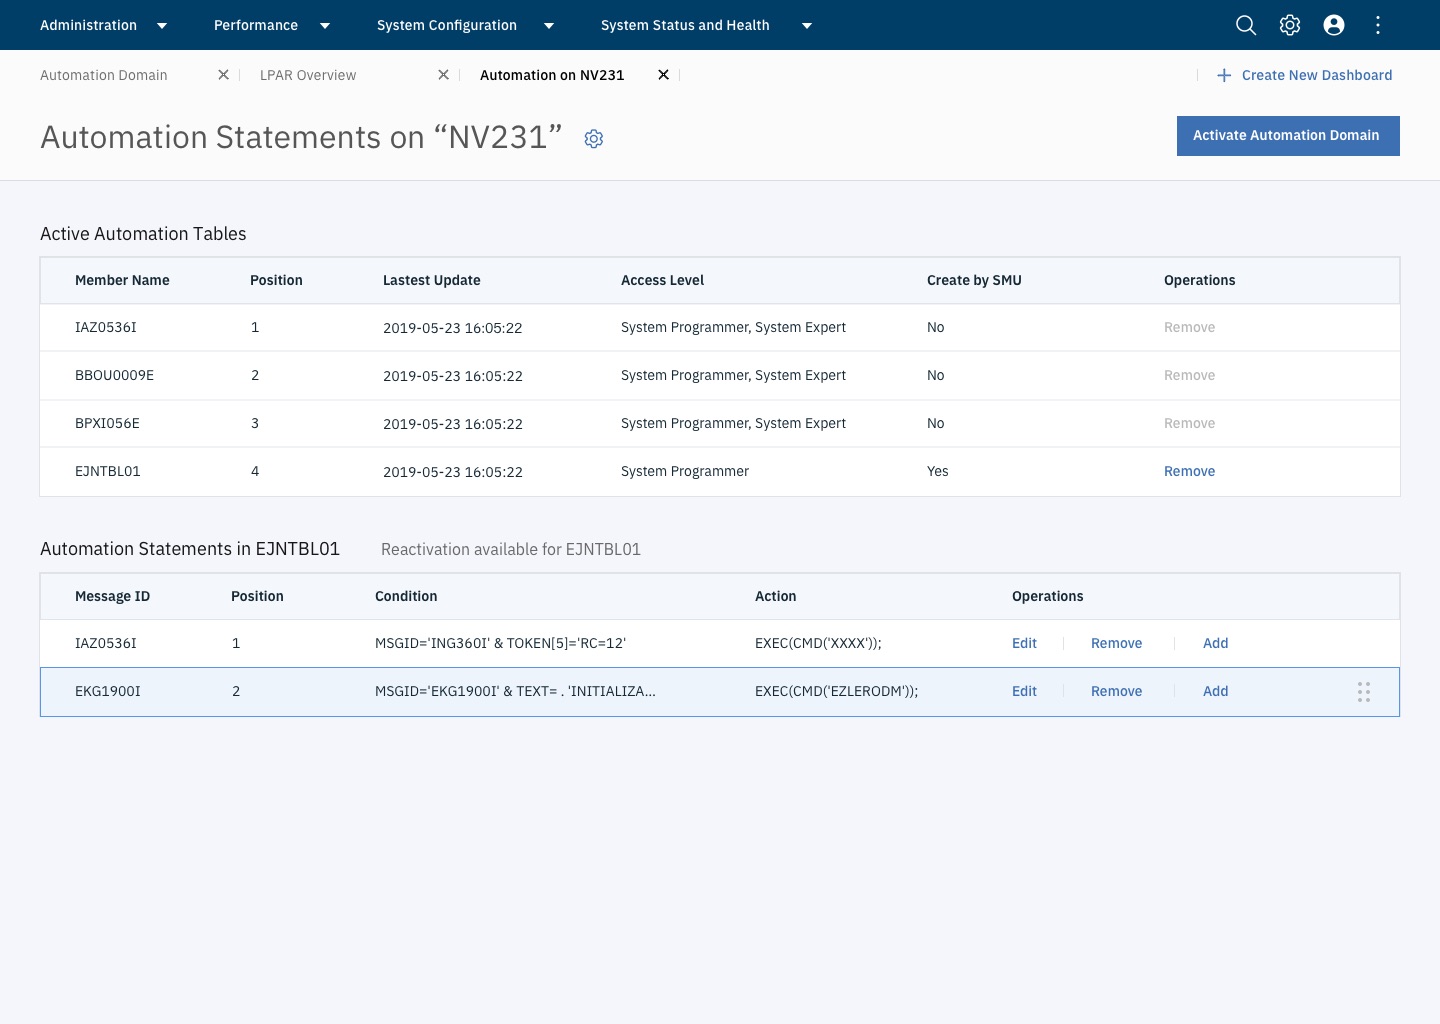 Administration Performance System Configuration System Status and Health
Automation Domain LPAR Overview Automation on NV231 Create New Dashboard
Automation Statements on “NV231”
Activate Automation Domain
Active Automation Tables
Member Name Position Lastest Update Access Level Create by SMU Operations
IAZ0536I 1 2019-05-23 16:05:22 System Programmer, System Expert No Remove
BBOU0009E 2 2019-05-23 16:05:22 System Programmer, System Expert No Remove
BPXI056E 3 2019-05-23 16:05:22 System Programmer, System Expert No Remove
EJNTBL01 4 2019-05-23 16:05:22 System Programmer Yes Remove
Automation Statements in EJNTBL01 Reactivation available for EJNTBL01
Message ID Position Condition Action Operations
IAZ0536I 1 MSGID='ING360I' & TOKEN[5]='RC=12' EXEC(CMD('XXXX')); Edit Remove Add
EKG1900I 2 MSGID='EKG1900I' & TEXT= . 'INITIALIZA... EXEC(CMD('EZLERODM')); Edit Remove Add